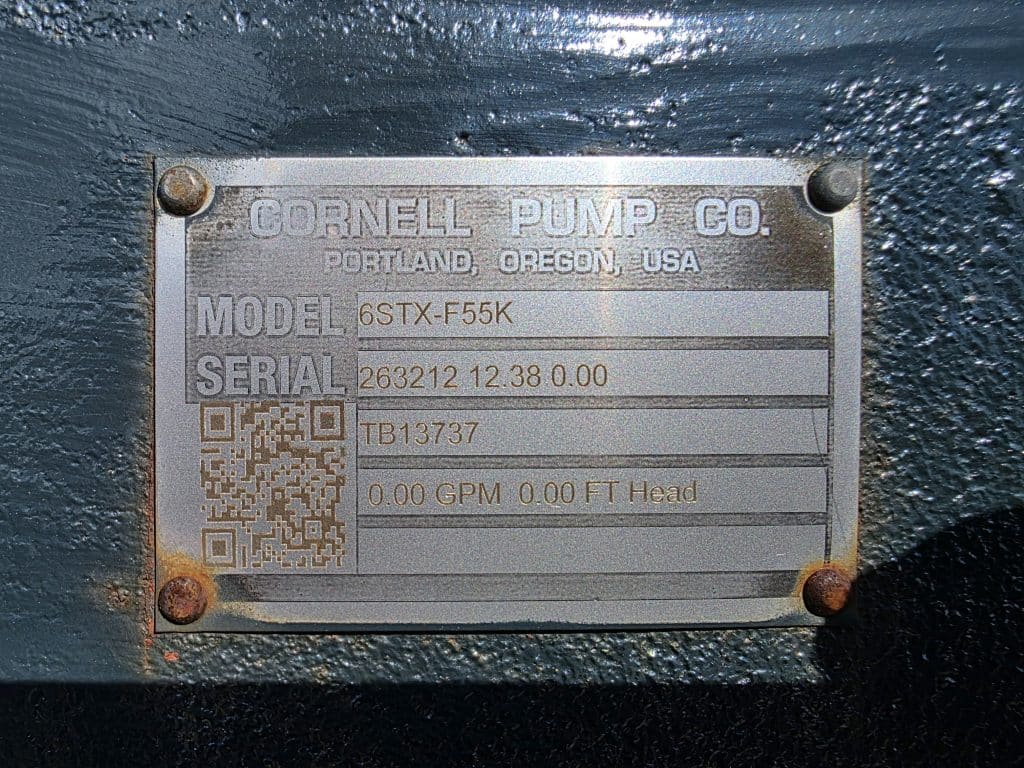 CORNELL PUMP CO.
PORTLAND, OREGON, USA
MODEL 6STX-F55K
SERIAL 263212 12.38 0.00
TB13737
0.00 GPM 0.00 FT Head